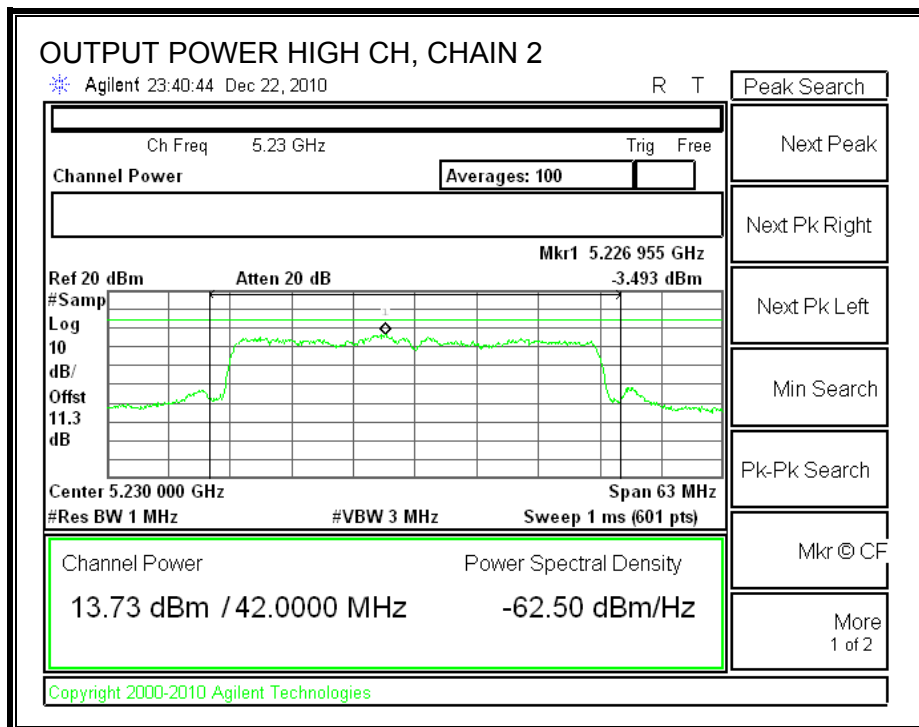 OUTPUT POWER HIGH CH, CHAIN 2
Agilent 23:40:44 Dec 22, 2010 R T
Peak Search
Ch Freq 5.23 GHz Trig Free
Next Peak
Channel Power Averages: 100
Next Pk Right
Mkr1 5.226 955 GHz
Ref 20 dBm Atten 20 dB -3.493 dBm
#Samp
Log
10
dB/
Offst
11.3
dB
1
Next Pk Left
Min Search
Pk-Pk Search
Center 5.230 000 GHz Span 63 MHz
#Res BW 1 MHz #VBW 3 MHz Sweep 1 ms (601 pts)
Mkr © CF
Channel Power Power Spectral Density
13.73 dBm / 42.0000 MHz -62.50 dBm/Hz
More
1 of 2
Copyright 2000-2010 Agilent Technologies